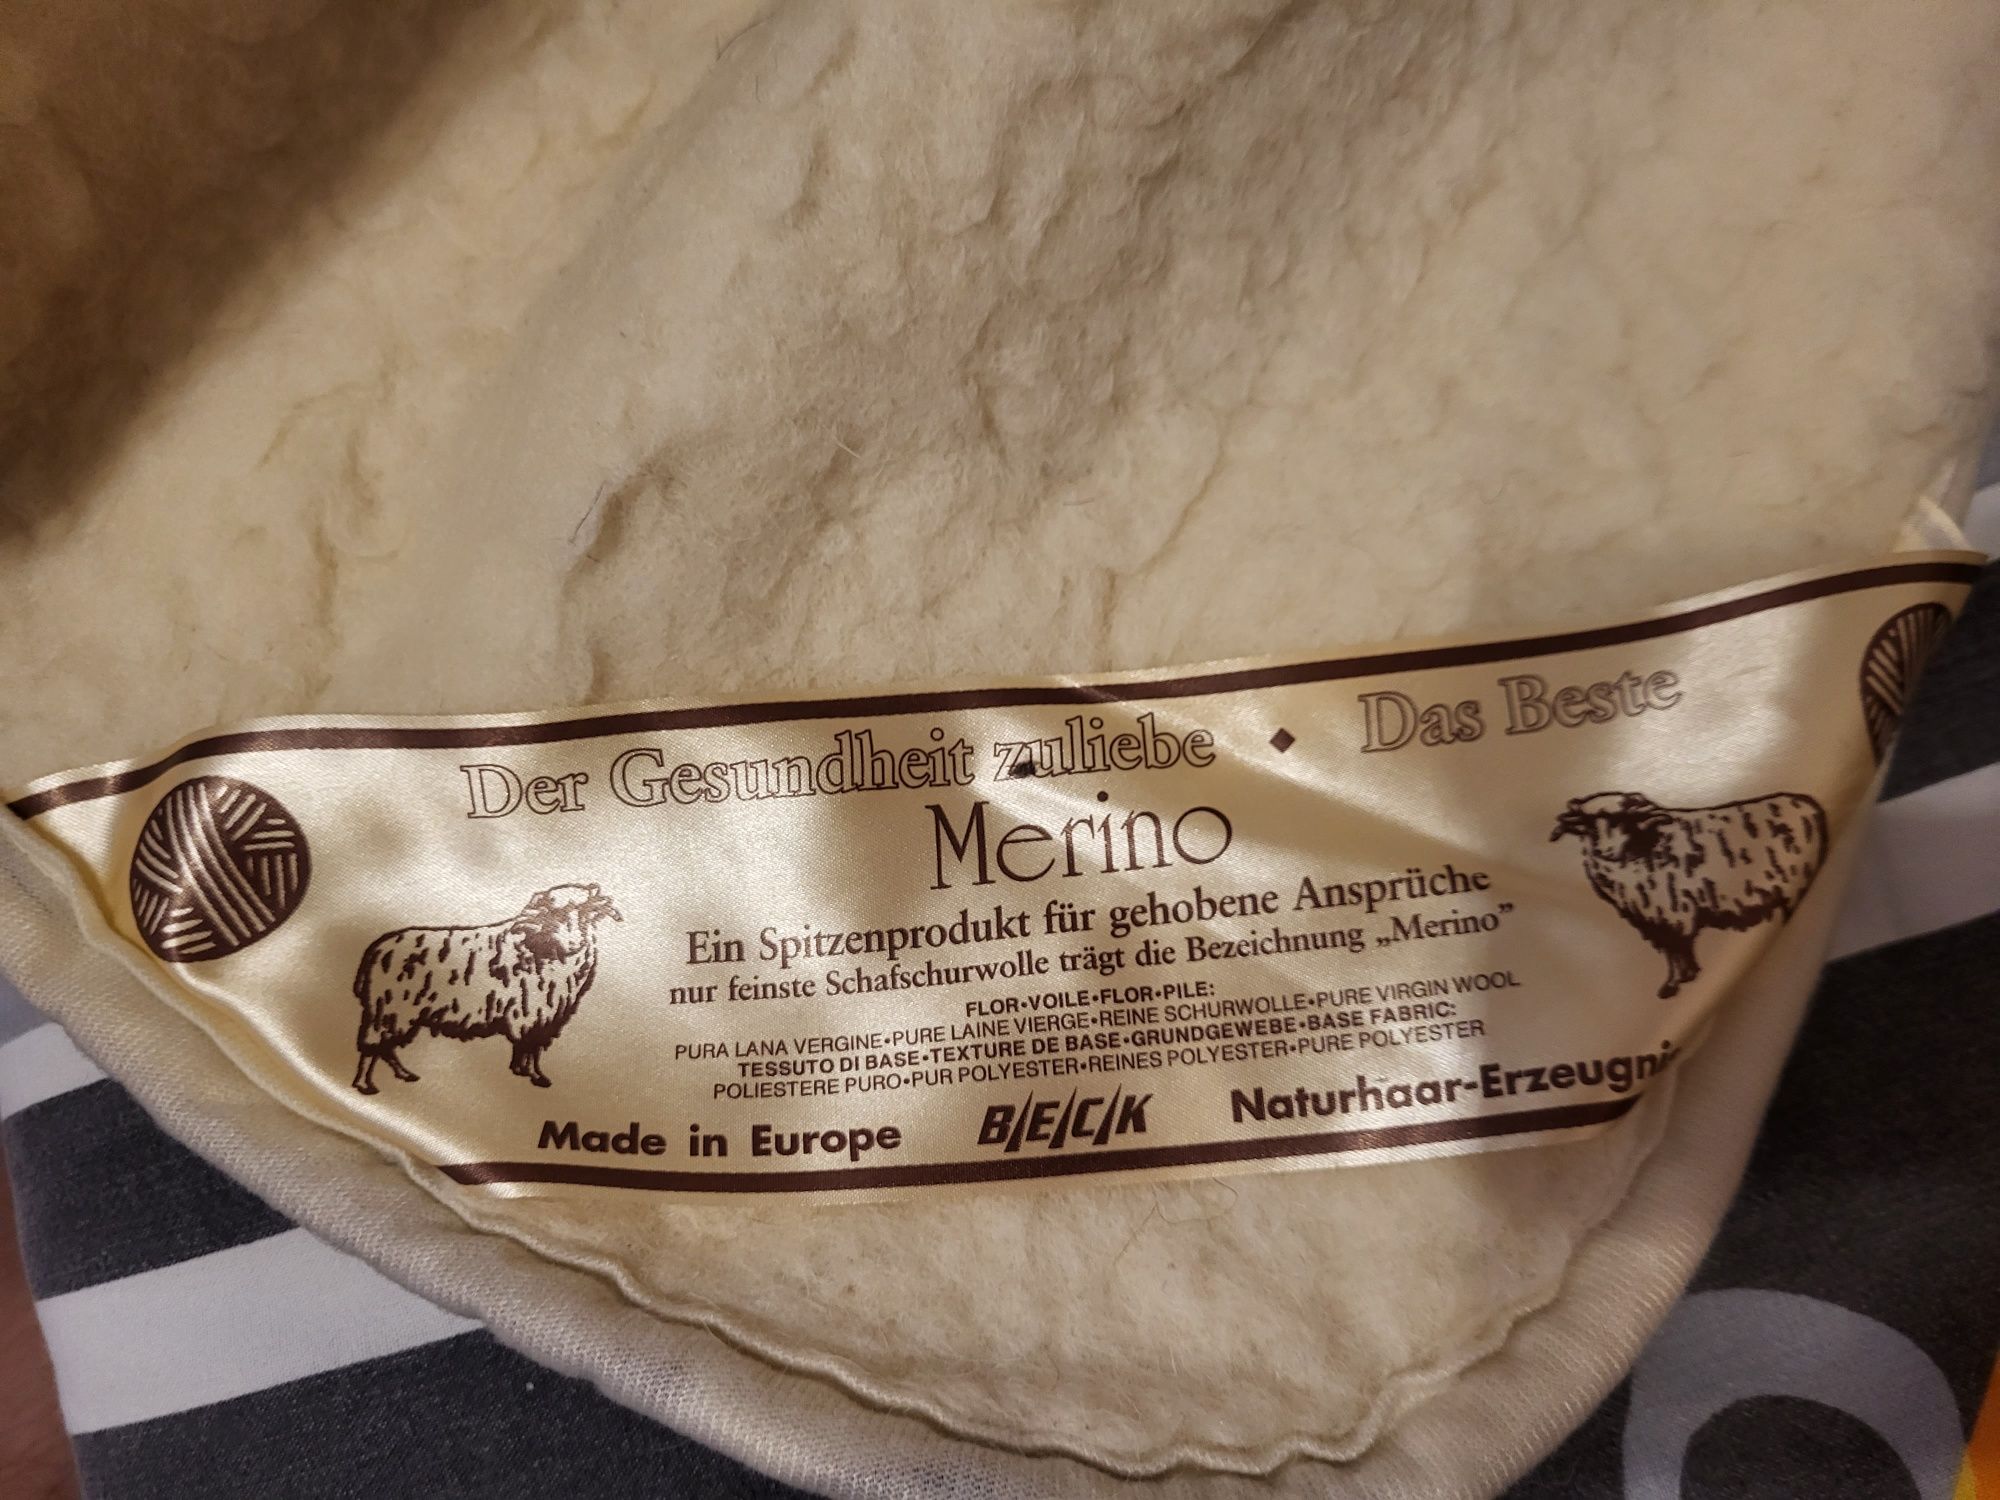 Der Gesundheit zuliebe ◆ Das Beste
Merino
Ein Spitzenprodukt für gehobene Ansprüche
nur feinste Schafschurwolle trägt die Bezeichnung „Merino”
FLOR•VOILE•FLOR•PILE:
PURA LANA VERGINE•PURE LAINE VIERGE•REINE SCHURWOLLE•PURE VIRGIN WOOL
TESSUTO DI BASE•TEXTURE DE BASE•GRUNDGEWEBE•BASE FABRIC:
POLIESTERE PURO•PUR POLYESTER•REINES POLYESTER•PURE POLYESTER
Made in Europe B/E/C/K Naturhaar-Erzeugni